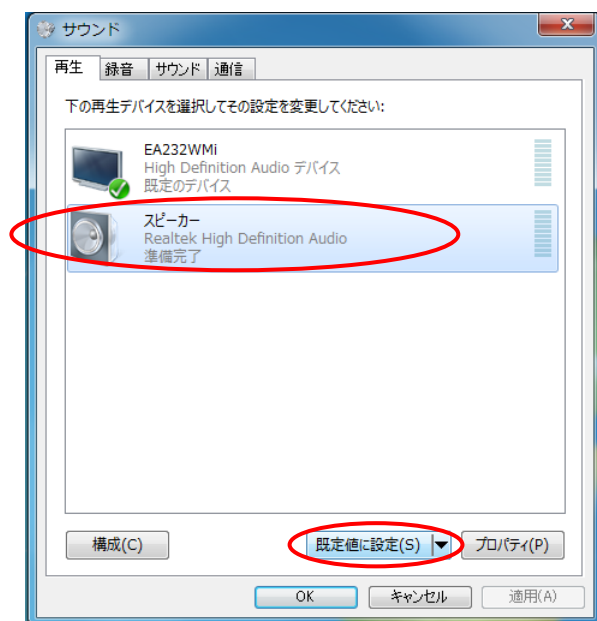 サウンド
再生 録音 サウンド 通信
下の再生デバイスを選択してその設定を変更してください:
EA232WMi
High Definition Audio デバイス
既定のデバイス
スピーカー
Realtek High Definition Audio
準備完了
構成(C) 既定値に設定(S) プロパティ(P)
OK キャンセル 適用(A)